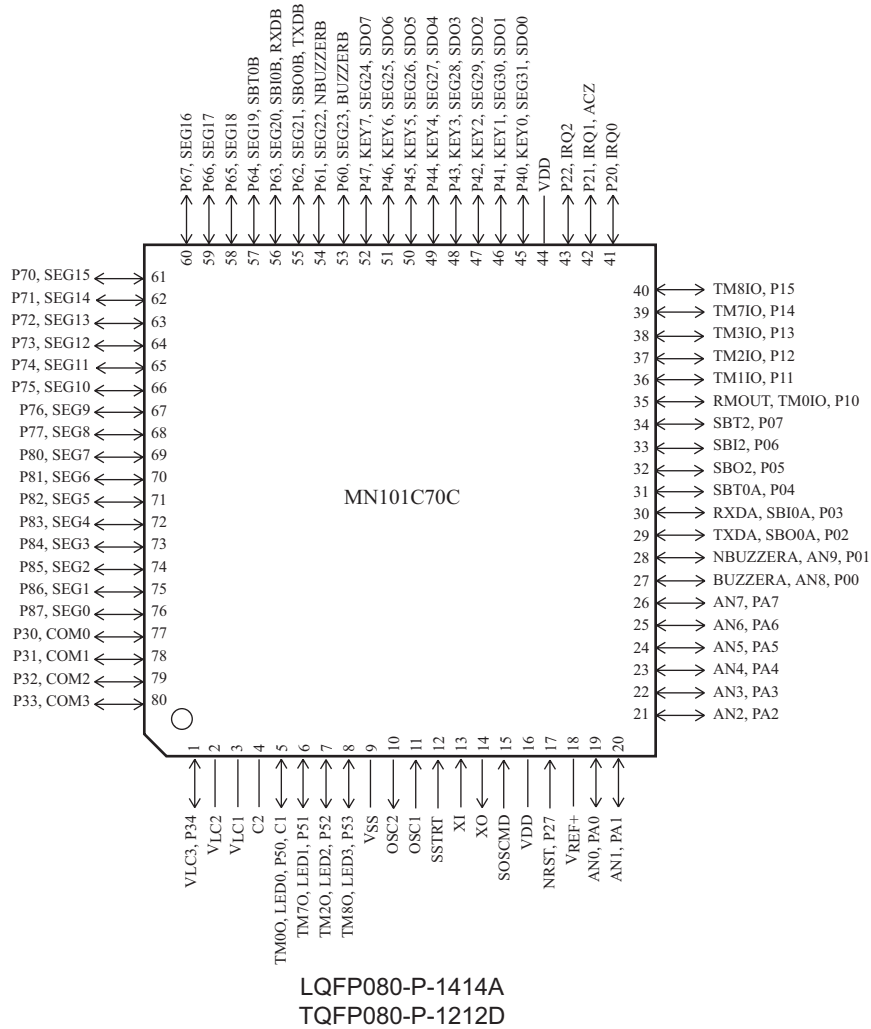 P67, SEG16
P66, SEG17
P65, SEG18
P64, SEG19, SBT0B
P63, SEG20, SBI0B, RXDB
P62, SEG21, SBO0B, TXDB
P61, SEG22, NBUZZERB
P60, SEG23, BUZZERB
P47, KEY7, SEG24, SDO7
P46, KEY6, SEG25, SDO6
P45, KEY5, SEG26, SDO5
P44, KEY4, SEG27, SDO4
P43, KEY3, SEG28, SDO3
P42, KEY2, SEG29, SDO2
P41, KEY1, SEG30, SDO1
P40, KEY0, SEG31, SDO0
VDD
P22, IRQ2
P21, IRQ1, ACZ
P20, IRQ0
60 59 58 57 56 55 54 53 52 51 50 49 48 47 46 45 44 43 42 41
P70, SEG15 61
P71, SEG14 62
P72, SEG13 63
P73, SEG12 64
P74, SEG11 65
P75, SEG10 66
P76, SEG9 67
P77, SEG8 68
P80, SEG7 69
P81, SEG6 70
P82, SEG5 71
P83, SEG4 72
P84, SEG3 73
P85, SEG2 74
P86, SEG1 75
P87, SEG0 76
P30, COM0 77
P31, COM1 78
P32, COM2 79
P33, COM3 80
MN101C70C
40 TM8IO, P15
39 TM7IO, P14
38 TM3IO, P13
37 TM2IO, P12
36 TM1IO, P11
35 RMOUT, TM0IO, P10
34 SBT2, P07
33 SBI2, P06
32 SBO2, P05
31 SBT0A, P04
30 RXDA, SBI0A, P03
29 TXDA, SBO0A, P02
28 NBUZZERA, AN9, P01
27 BUZZERA, AN8, P00
26 AN7, PA7
25 AN6, PA6
24 AN5, PA5
23 AN4, PA4
22 AN3, PA3
21 AN2, PA2
1 2 3 4 5 6 7 8 9 10 11 12 13 14 15 16 17 18 19 20
VLC3, P34
VLC2
VLC1
C2
TM0O, LED0, P50, C1
TM7O, LED1, P51
TM2O, LED2, P52
TM8O, LED3, P53
VSS
OSC2
OSC1
SSTRT
XI
XO
SOSCMD
VDD
NRST, P27
VREF+
AN0, PA0
AN1, PA1
LQFP080-P-1414A
TQFP080-P-1212D